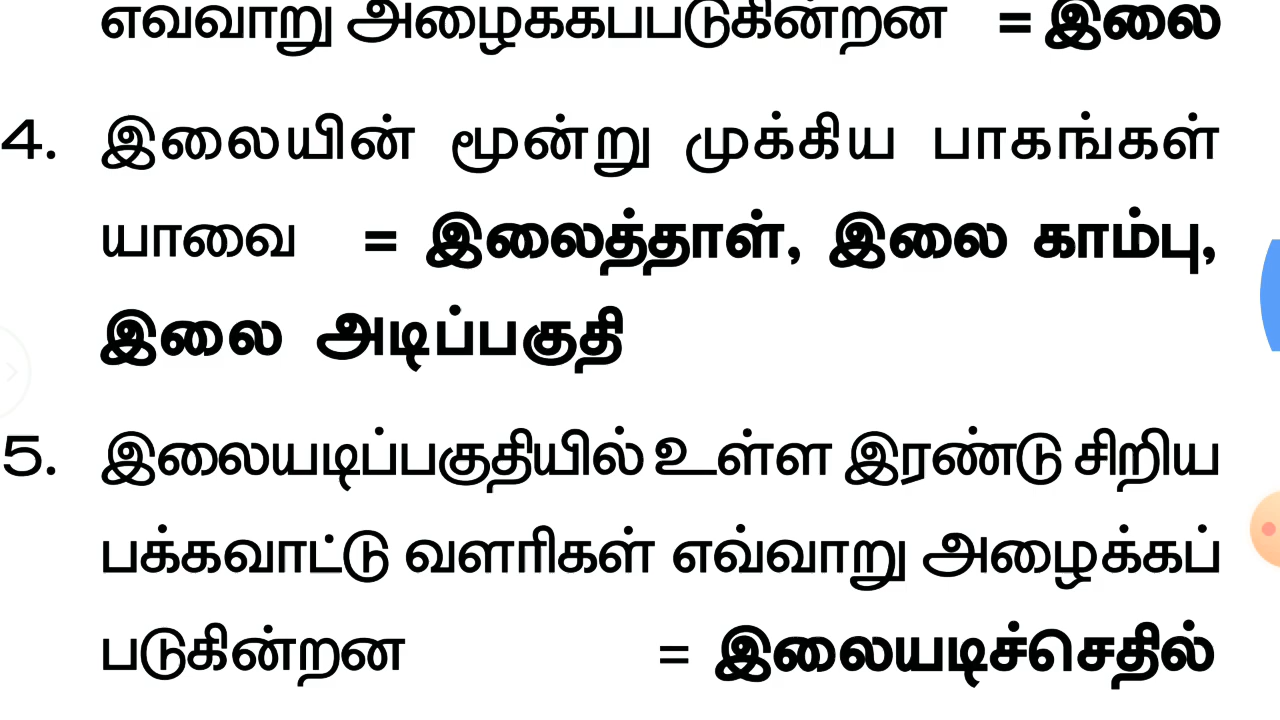 எவ்வாறு அழைக்கப்படுகின்றன = இலை
4. இலையின் மூன்று முக்கிய பாகங்கள்
யாவை = இலைத்தாள், இலை காம்பு,
இலை அடிப்பகுதி
5. இலையடிப்பகுதியில் உள்ள இரண்டு சிறிய
பக்கவாட்டு வளரிகள் எவ்வாறு அழைக்கப்
படுகின்றன = இலையடிச்செதில்